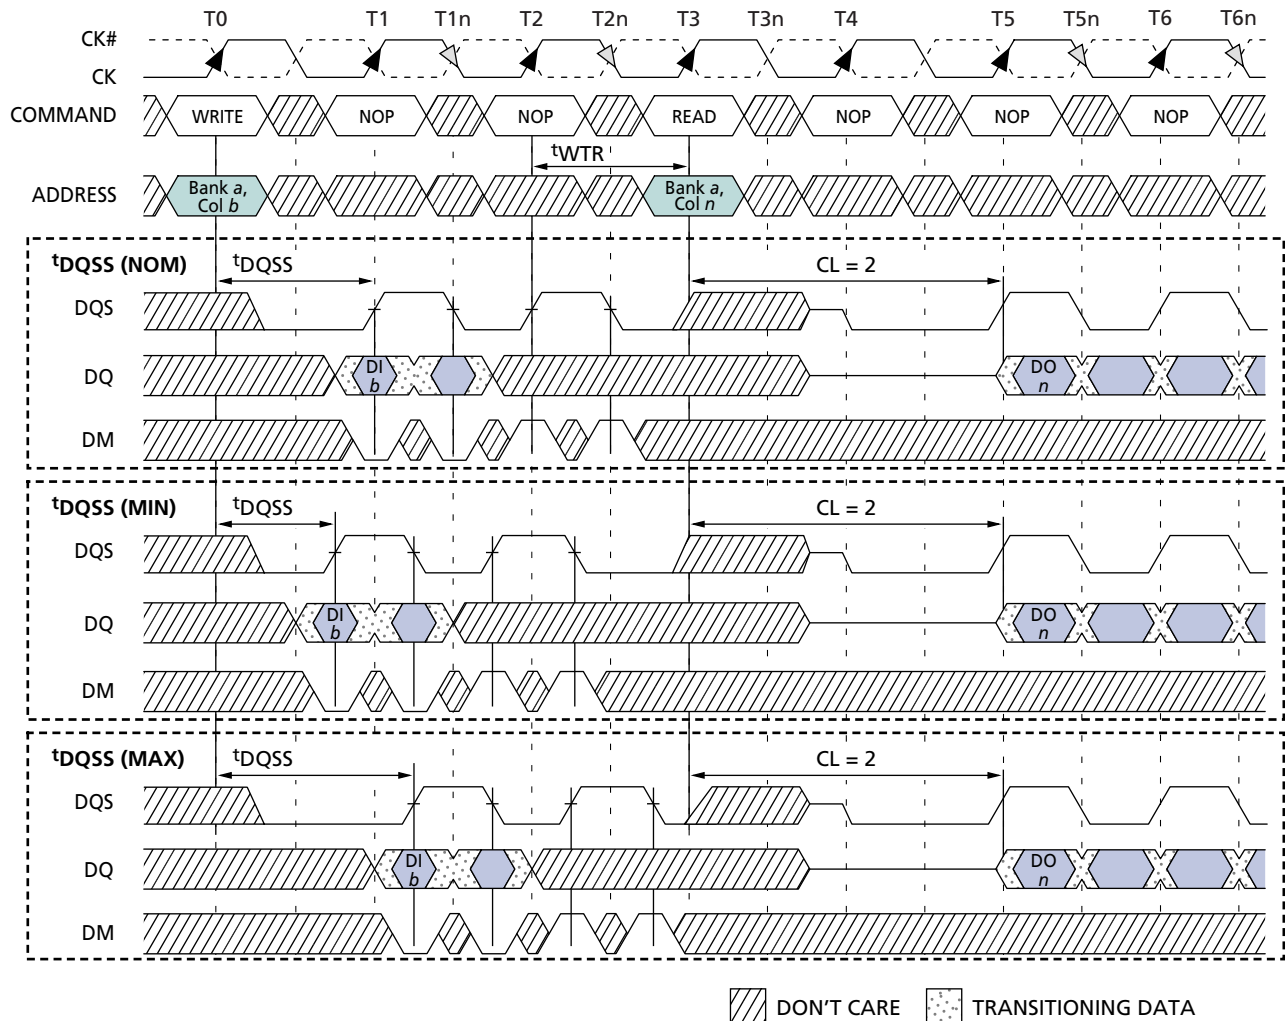 T0 T1 T1n T2 T2n T3 T3n T4 T5 T5n T6 T6n
CK#
CK
COMMAND WRITE NOP NOP READ NOP NOP NOP
tWTR
ADDRESS Bank a, Col b Bank a, Col n
tDQSS (NOM) tDQSS CL = 2
DQS
DQ DI b DO n
DM
tDQSS (MIN) tDQSS CL = 2
DQS
DQ DI b DO n
DM
tDQSS (MAX) tDQSS CL = 2
DQS
DQ DI b DO n
DM
DON'T CARE TRANSITIONING DATA